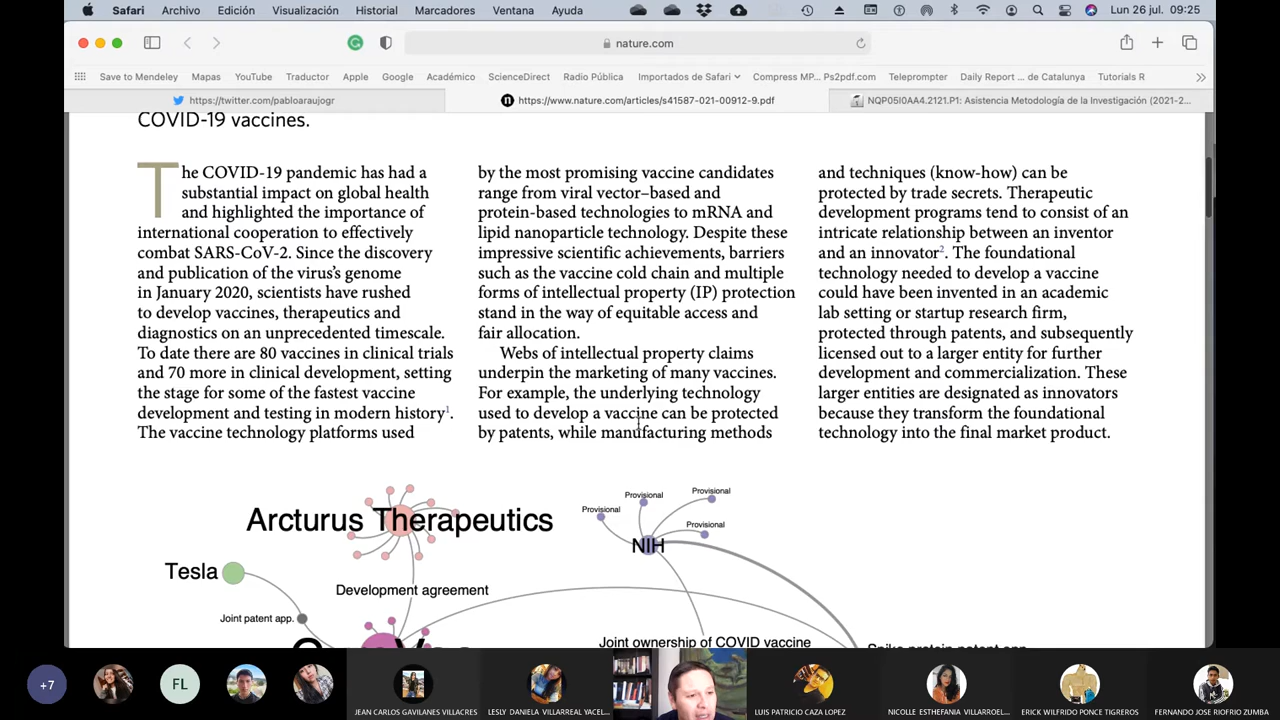 Safari Archivo Edición Visualización Historial Marcadores Ventana Ayuda Lun 26 jul. 09:25
nature.com
Save to Mendeley Mapas YouTube Traductor Apple Google Académico ScienceDirect Radio Pública Importados de Safari Compress MP... Ps2pdf.com Teleprompter Daily Report ... de Catalunya Tutorials R
https://twitter.com/pabloaraujogr https://www.nature.com/articles/s41587-021-00912-9.pdf NQP05I0AA4.2121.P1: Asistencia Metodología de la Investigación (2021-2...
COVID-19 vaccines.
The COVID-19 pandemic has had a
substantial impact on global health
and highlighted the importance of
international cooperation to effectively
combat SARS-CoV-2. Since the discovery
and publication of the virus's genome
in January 2020, scientists have rushed
to develop vaccines, therapeutics and
diagnostics on an unprecedented timescale.
To date there are 80 vaccines in clinical trials
and 70 more in clinical development, setting
the stage for some of the fastest vaccine
development and testing in modern history1.
The vaccine technology platforms used
by the most promising vaccine candidates
range from viral vector–based and
protein-based technologies to mRNA and
lipid nanoparticle technology. Despite these
impressive scientific achievements, barriers
such as the vaccine cold chain and multiple
forms of intellectual property (IP) protection
stand in the way of equitable access and
fair allocation.
Webs of intellectual property claims
underpin the marketing of many vaccines.
For example, the underlying technology
used to develop a vaccine can be protected
by patents, while manufacturing methods
and techniques (know-how) can be
protected by trade secrets. Therapeutic
development programs tend to consist of an
intricate relationship between an inventor
and an innovator2. The foundational
technology needed to develop a vaccine
could have been invented in an academic
lab setting or startup research firm,
protected through patents, and subsequently
licensed out to a larger entity for further
development and commercialization. These
larger entities are designated as innovators
because they transform the foundational
technology into the final market product.
Provisional
Provisional
Provisional
Provisional
Arcturus Therapeutics
NIH
Tesla
Development agreement
Joint patent app.
Joint ownership of COVID vaccine
Spike protein patent app
+7
FL
JEAN CARLOS GAVILANES VILLACRES
LESLY DANIELA VILLARREAL YACEL...
LUIS PATRICIO CAZA LOPEZ
NICOLLE ESTHEFANIA VILLARROEL...
ERICK WILFRIDO PONCE TIGREROS
FERNANDO JOSE RIOFRIO ZUMBA